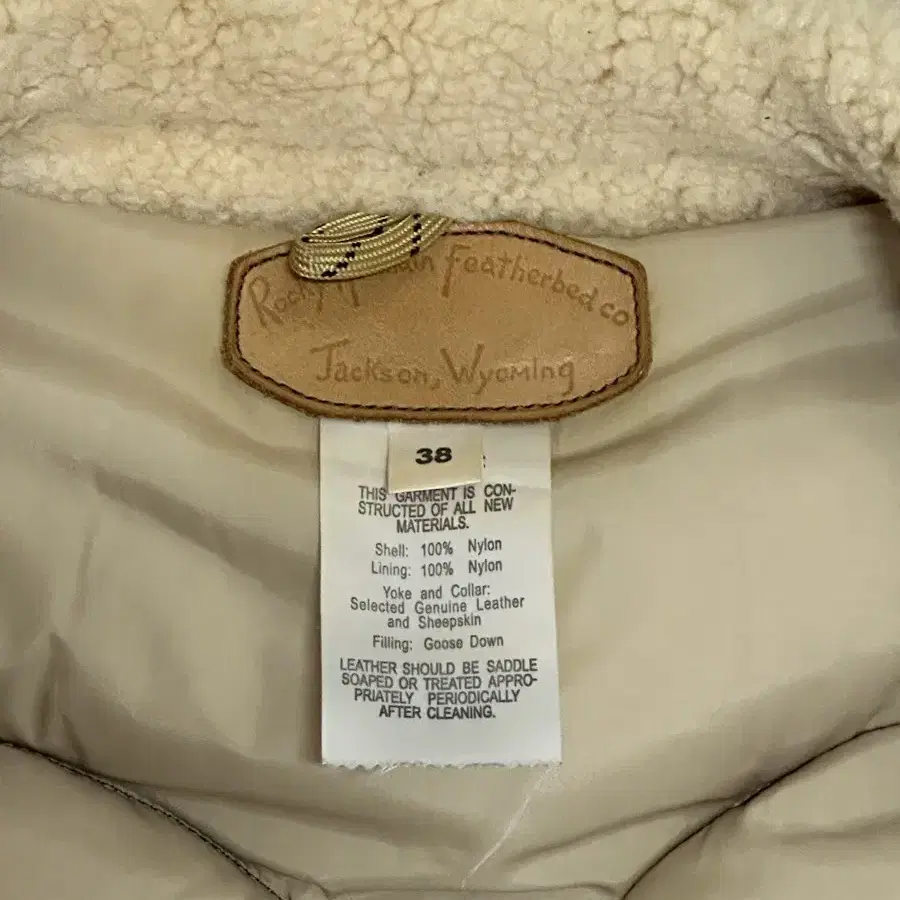 Rocky Featherbed co
Jackson, Wyoming
38
THIS GARMENT IS CON-
STRUCTED OF ALL NEW
MATERIALS.
Shell: 100% Nylon
Lining: 100% Nylon
Yoke and Collar:
Selected Genuine Leather
and Sheepskin
Filling: Goose Down
LEATHER SHOULD BE SADDLE
SOAPED OR TREATED APPRO-
PRIATELY PERIODICALLY
AFTER CLEANING.